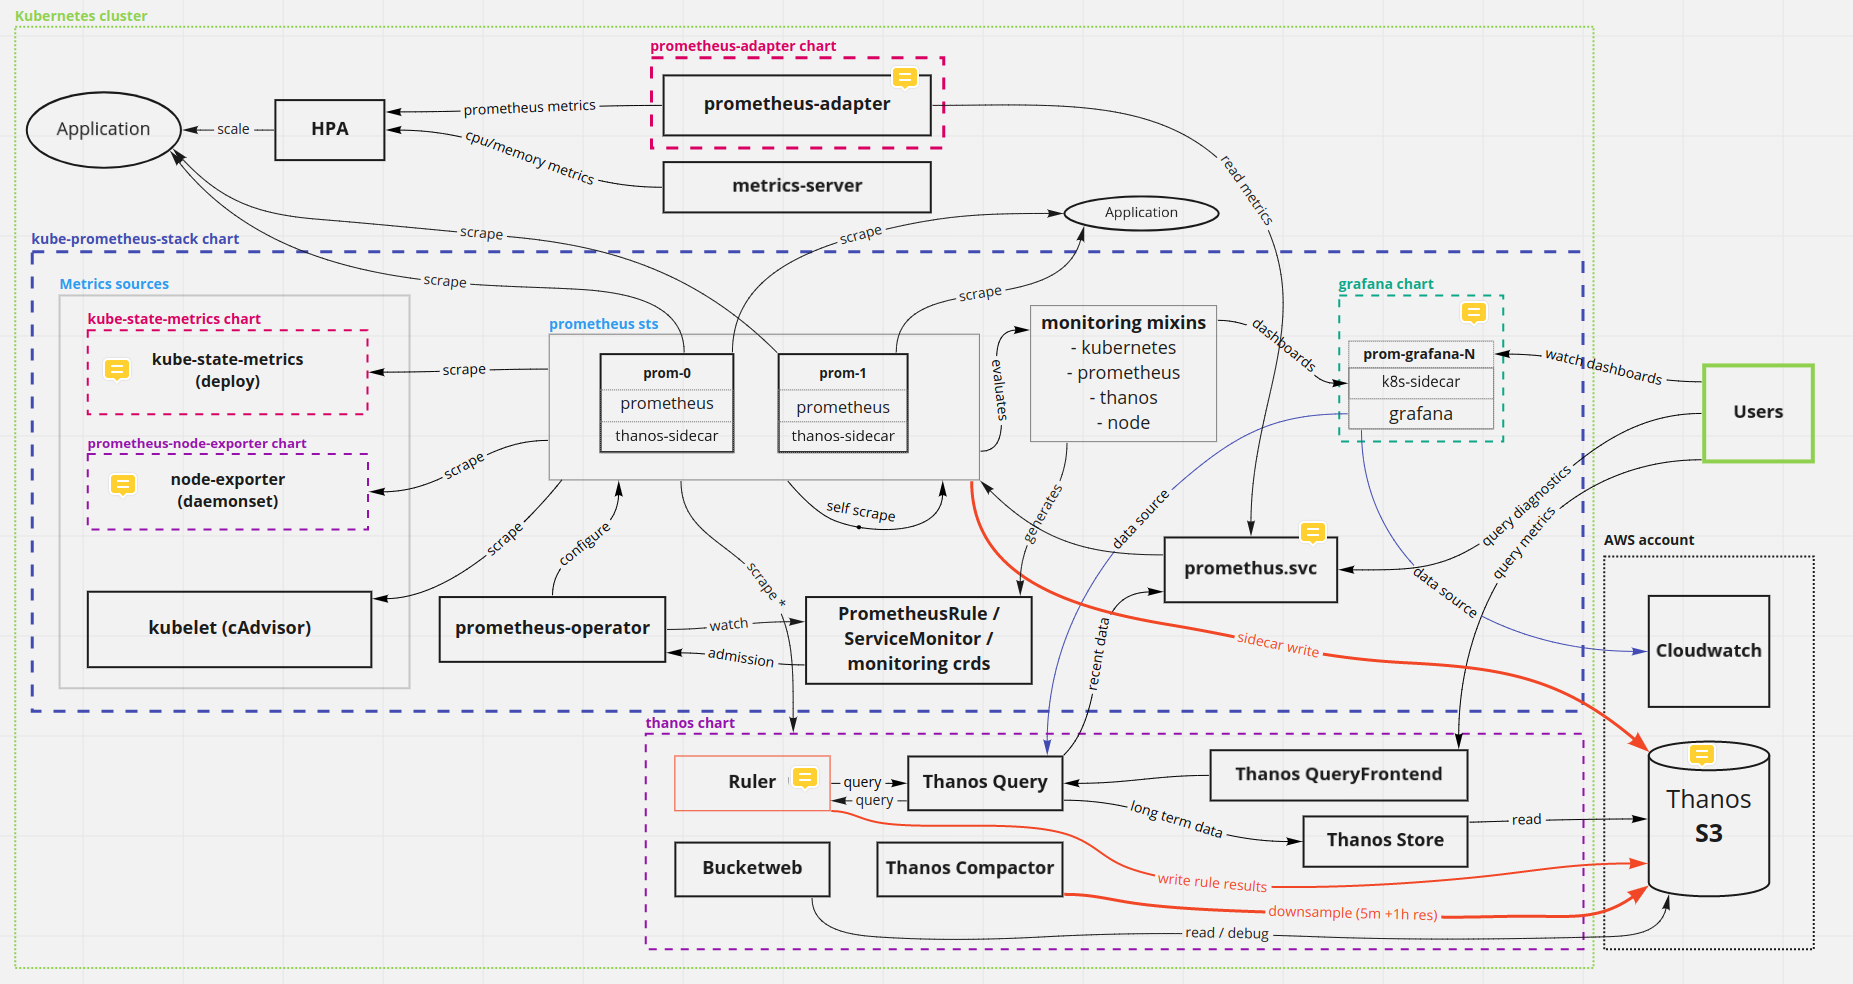 Kubernetes cluster
prometheus-adapter chart
prometheus-adapter
prometheus metrics
Application
scale
HPA
cpu/memory metrics
metrics-server
read metrics
Application
scrape
scrape
kube-prometheus-stack chart
scrape
scrape
Metrics sources
kube-state-metrics chart
kube-state-metrics
(deploy)
scrape
prometheus-node-exporter chart
node-exporter
(daemonset)
scrape
scrape
kubelet (cAdvisor)
prometheus sts
prom-0
prometheus
thanos-sidecar
prom-1
prometheus
thanos-sidecar
evaluates
monitoring mixins
- kubernetes
- prometheus
- thanos
- node
dashboards
grafana chart
prom-grafana-N
k8s-sidecar
grafana
watch dashboards
Users
configure
self scrape
scrape *
generates
data source
query diagnostics
query metrics
data source
promethus.svc
prometheus-operator
watch
admission
PrometheusRule /
ServiceMonitor /
monitoring crds
recent data
sidecar write
AWS account
Cloudwatch
thanos chart
Ruler
query
query
Thanos Query
Thanos QueryFrontend
long term data
Thanos Store
read
Thanos
S3
Bucketweb
Thanos Compactor
write rule results
downsample (5m +1h res)
read / debug